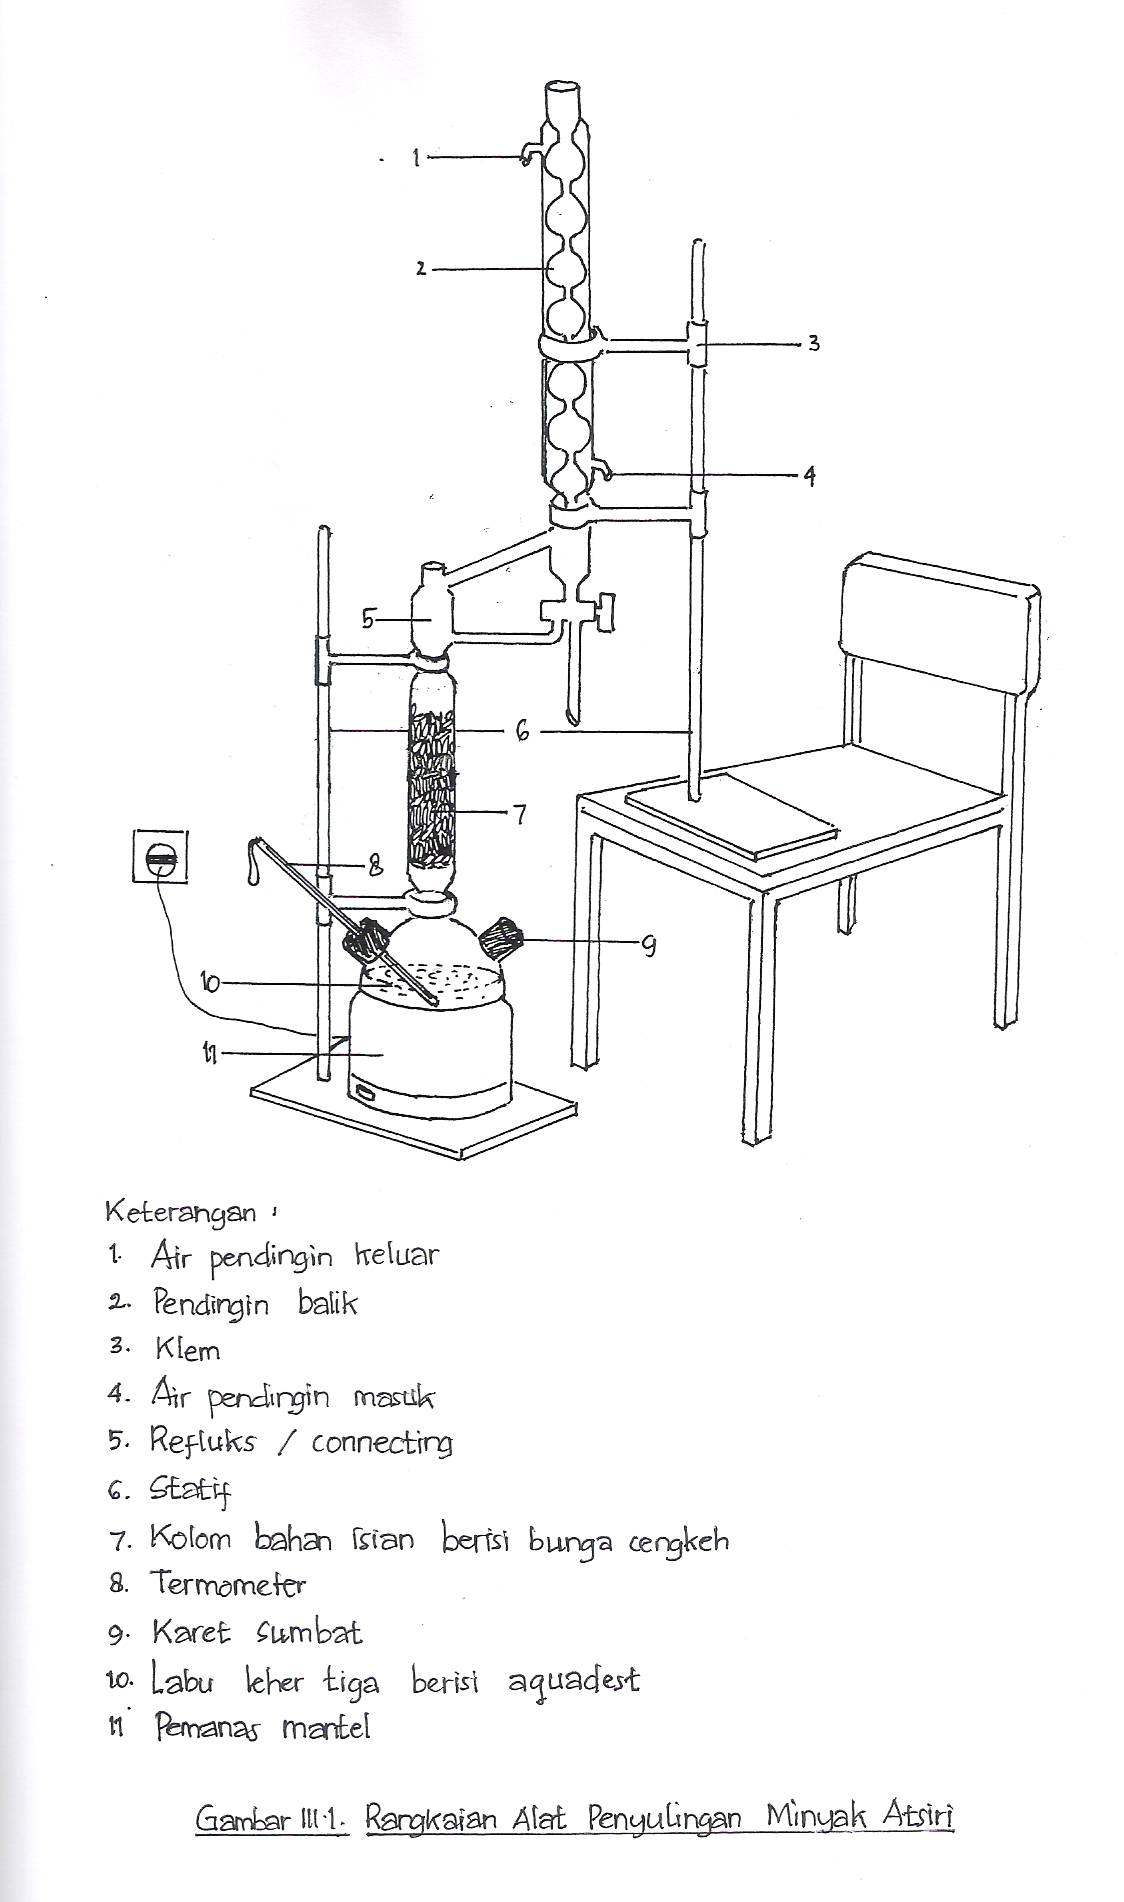 1
2
3
4
5
6
7
8
9
10
11
Keterangan :
1. Air pendingin keluar
2. Pendingin balik
3. Klem
4. Air pendingin masuk
5. Refluks / connecting
6. Statif
7. Kolom bahan isian berisi bunga cengkeh
8. Termometer
9. Karet sumbat
10. Labu leher tiga berisi aquadest
11. Pemanas mantel
Gambar III.1. Rangkaian Alat Penyulingan Minyak Atsiri